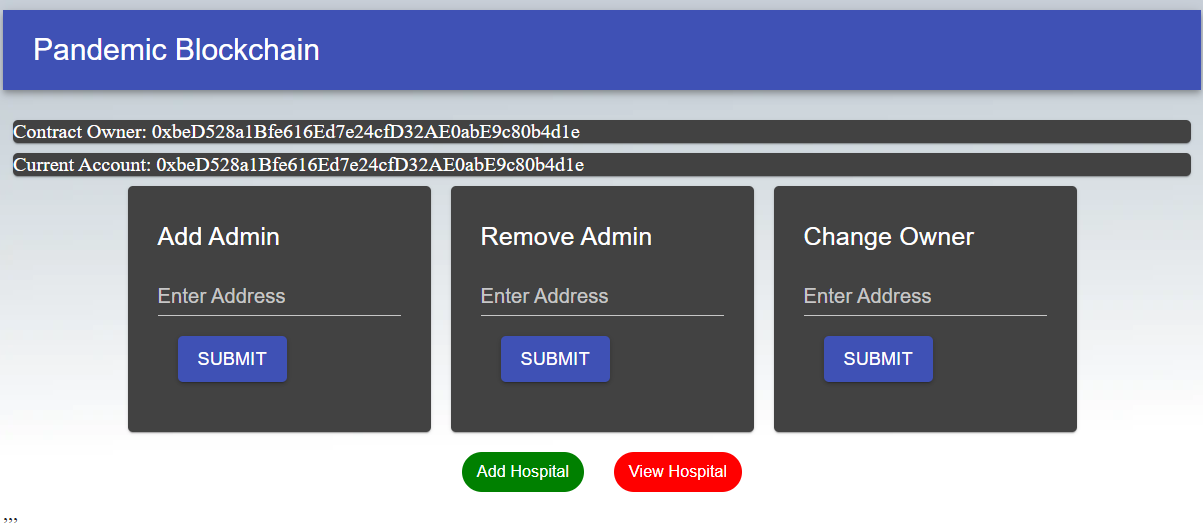 Pandemic Blockchain
Contract Owner: 0xbeD528a1Bfe616Ed7e24cfD32AE0abE9c80b4d1e
Current Account: 0xbeD528a1Bfe616Ed7e24cfD32AE0abE9c80b4d1e
Add Admin
Enter Address
SUBMIT
Remove Admin
Enter Address
SUBMIT
Change Owner
Enter Address
SUBMIT
Add Hospital
View Hospital
,,,